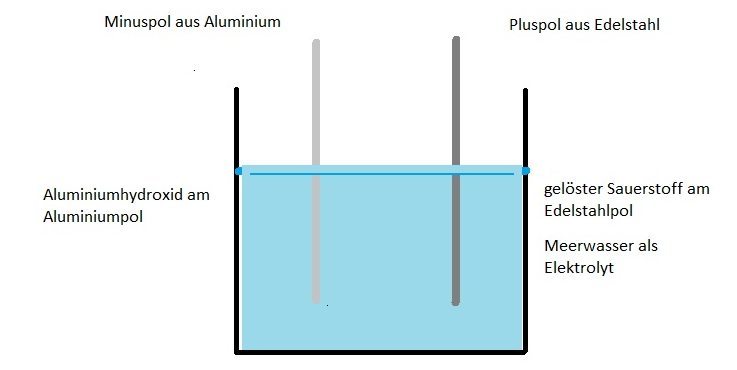 Minuspol aus Aluminium
Pluspol aus Edelstahl
Aluminiumhydroxid am
Aluminiumpol
gelöster Sauerstoff am
Edelstahlpol
Meerwasser als
Elektrolyt